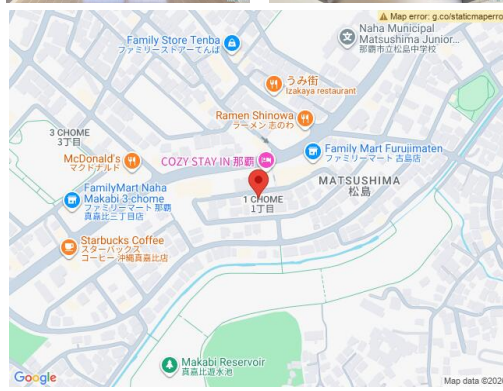 Map error: g.co/staticmaperro
Family Store Tenba
ファミリーストアーてんば
Naha Municipal
Matsushima Junior...
那覇市立松島中学校
うみ街
Izakaya restaurant
Ramen Shinowa
ラーメン 志のわ
3 CHOME
3丁目
McDonald's
マクドナルド
COZY STAY IN 那覇
Family Mart Furujimaten
ファミリーマート 古島店
MATSUSHIMA
松島
FamilyMart Naha
Makabi 3-chome
ファミリーマート 那覇
真嘉比三丁目店
1 CHOME
1丁目
Starbucks Coffee
スターバックス
コーヒー 沖縄真嘉比店
Makabi Reservoir
真嘉比遊水池
Google
Map data ©2026